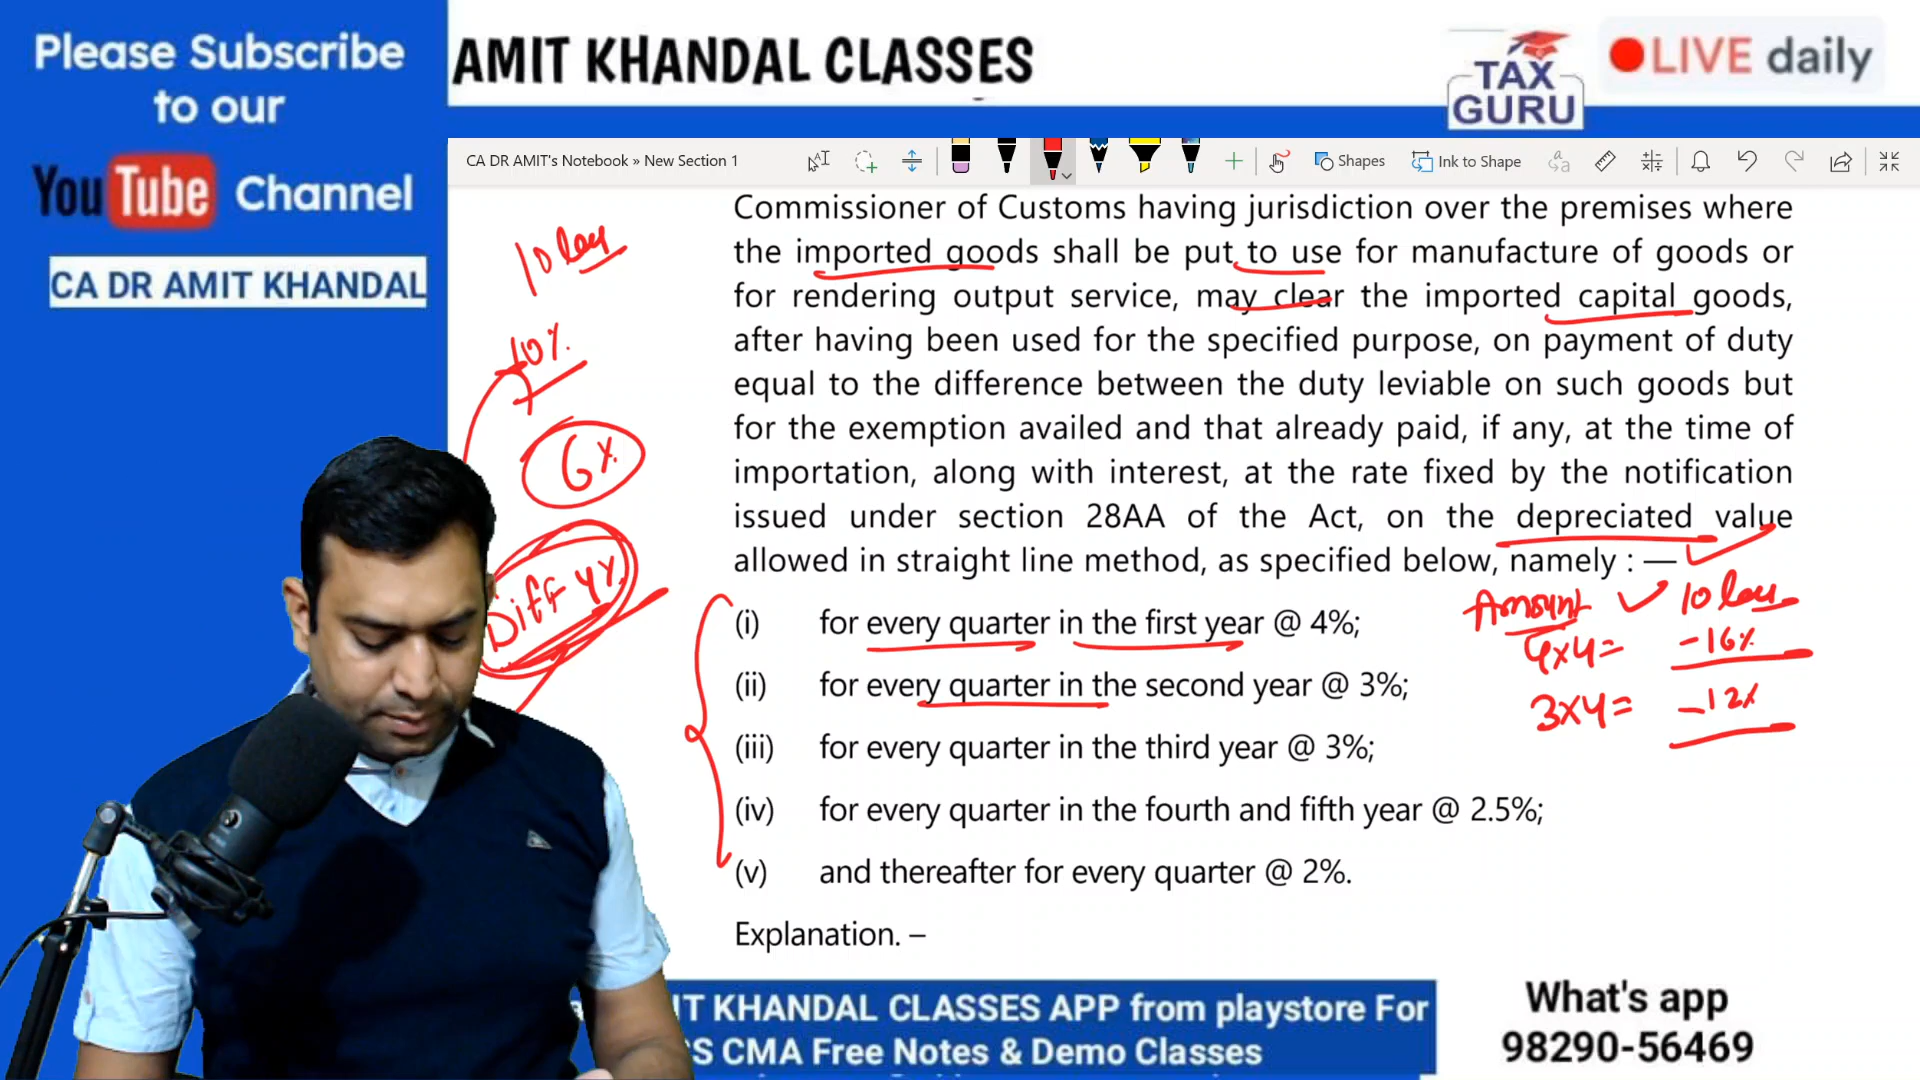 Please Subscribe
to our
YouTube Channel
CA DR AMIT KHANDAL
AMIT KHANDAL CLASSES
TAX
GURU
LIVE daily
CA DR AMIT's Notebook » New Section 1
Shapes
Ink to Shape
Commissioner of Customs having jurisdiction over the premises where
the imported goods shall be put to use for manufacture of goods or
for rendering output service, may clear the imported capital goods,
after having been used for the specified purpose, on payment of duty
equal to the difference between the duty leviable on such goods but
for the exemption availed and that already paid, if any, at the time of
importation, along with interest, at the rate fixed by the notification
issued under section 28AA of the Act, on the depreciated value
allowed in straight line method, as specified below, namely : —
(i) for every quarter in the first year @ 4%;
(ii) for every quarter in the second year @ 3%;
(iii) for every quarter in the third year @ 3%;
(iv) for every quarter in the fourth and fifth year @ 2.5%;
(v) and thereafter for every quarter @ 2%.
Explanation. –
10 lac
10%
6%
Diff 4%
Amount 10 lac
4x4= -16%
3x4= -12%
T KHANDAL CLASSES APP from playstore For
S CMA Free Notes & Demo Classes
What's app
98290-56469